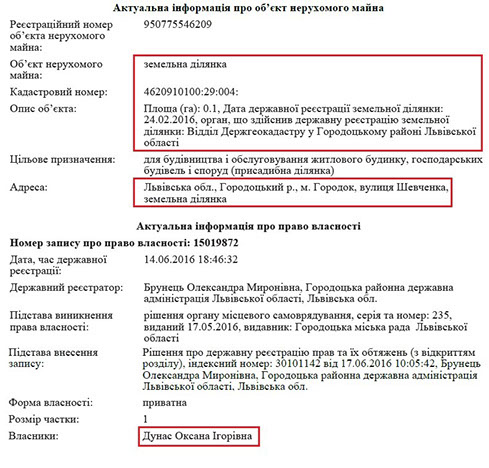 Актуальна інформація про об’єкт нерухомого майна
Реєстраційний номер
об’єкта нерухомого
майна:
950775546209
Об’єкт нерухомого
майна:
земельна ділянка
Кадастровий номер:
4620910100:29:004:
Опис об’єкта:
Площа (га): 0.1, Дата державної реєстрації земельної ділянки:
24.02.2016, орган, що здійснив державну реєстрацію земельної
ділянки: Відділ Держгеокадастру у Городоцькому районі Львівської
області
Цільове призначення:
для будівництва і обслуговування житлового будинку, господарських
будівель і споруд (присадибна ділянка)
Адреса:
Львівська обл., Городоцький р., м. Городок, вулиця Шевченка,
земельна ділянка
Актуальна інформація про право власності
Номер запису про право власності: 15019872
Дата, час державної
реєстрації:
14.06.2016 18:46:32
Державний реєстратор:
Брунець Олександра Миронівна, Городоцька районна державна
адміністрація Львівської області, Львівська обл.
Підстава виникнення
права власності:
рішення органу місцевого самоврядування, серія та номер: 235,
виданий 17.05.2016, видавник: Городоцька міська рада Львівської
області
Підстава внесення
запису:
Рішення про державну реєстрацію прав та їх обтяжень (з відкриттям
розділу), індексний номер: 30101142 від 17.06.2016 10:05:42, Брунець
Олександра Миронівна, Городоцька районна державна адміністрація
Львівської області, Львівська обл.
Форма власності:
приватна
Розмір частки:
1
Власники:
Дунас Оксана Ігорівна